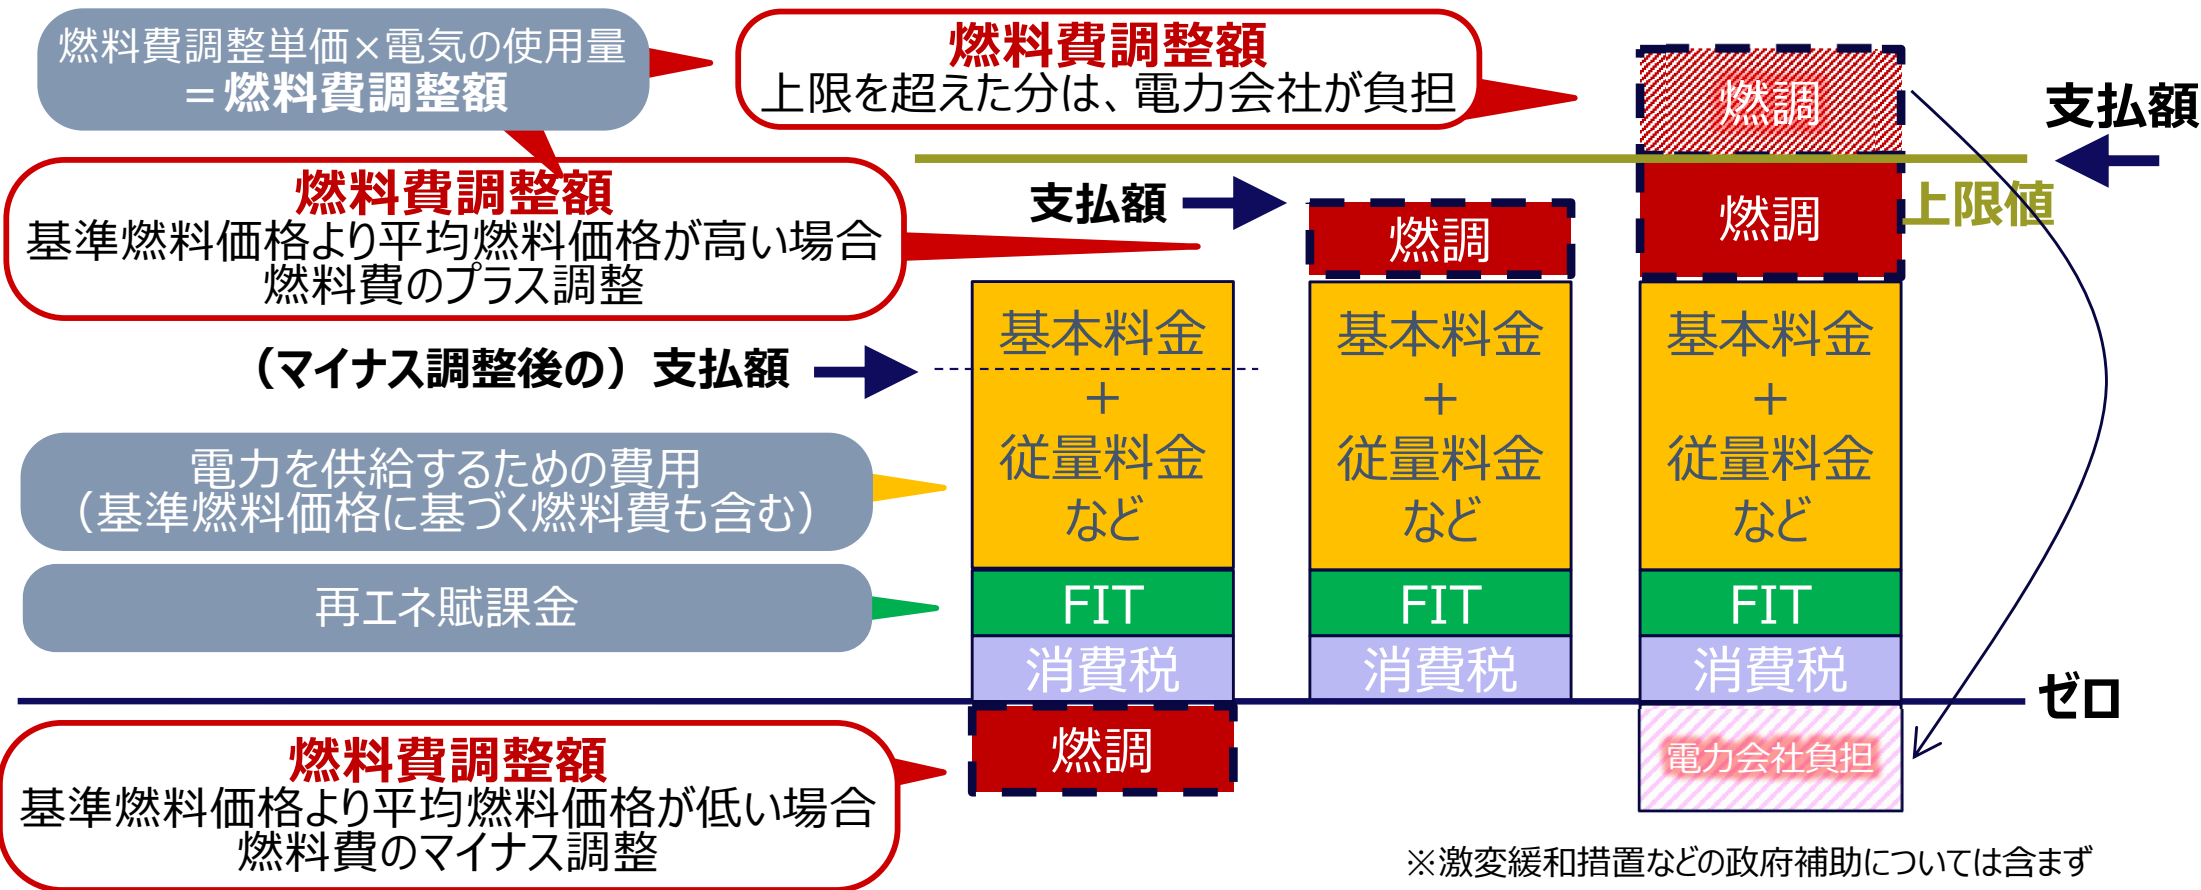 燃料費調整単価×電気の使用量
=燃料費調整額
燃料費調整額
上限を超えた分は、電力会社が負担
燃調
支払額
燃料費調整額
基準燃料価格より平均燃料価格が高い場合
燃料費のプラス調整
支払額
燃調
燃調
上限値
(マイナス調整後の)支払額
基本料金
+
従量料金
など
基本料金
+
従量料金
など
基本料金
+
従量料金
など
電力を供給するための費用
(基準燃料価格に基づく燃料費も含む)
再エネ賦課金
FIT
FIT
FIT
消費税
消費税
消費税
ゼロ
燃料費調整額
基準燃料価格より平均燃料価格が低い場合
燃料費のマイナス調整
燃調
電力会社負担
※激変緩和措置などの政府補助については含まず